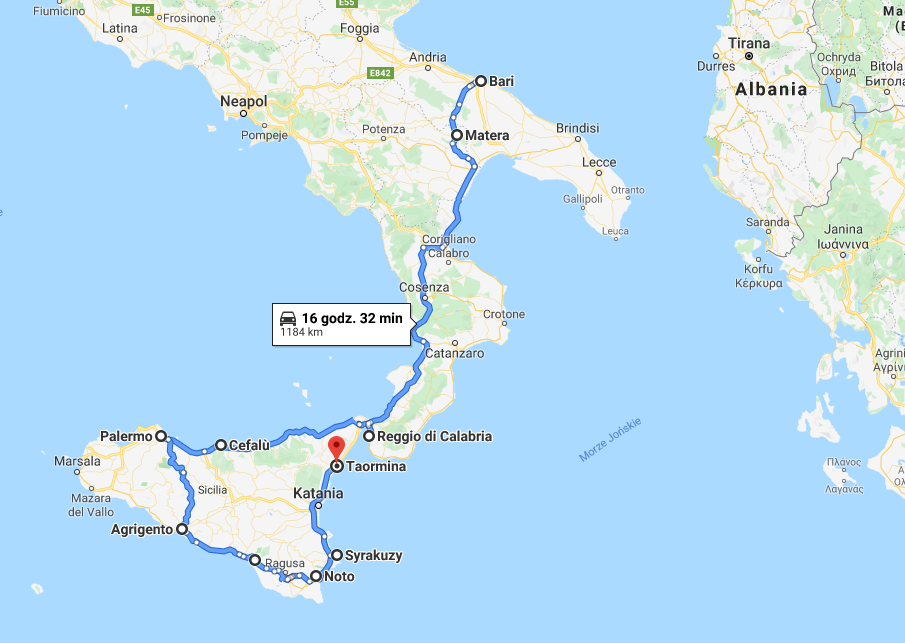 E55
Ma
(E
Fiumicino
E45
Frosinone
Latina
Foggia
Tirana
Durres
Ochryda
Охрид
Bitola
Битола
Andria
E842
Bari
Albania
Neapol
Pompeje
Potenza
Matera
Brindisi
Lecce
Otranto
Gallipoli
Leuca
Saranda
Janina
Ιωάννινα
Corigliano
Calabro
Korfu
Κέρκυρα
Cosenza
16 godz. 32 min
1184 km
Crotone
Catanzaro
Agrini
Αγρίνι
Palermo
Cefalù
Reggio di Calabria
Morze Jońskie
Marsala
Taormina
Πλάνος
Λαγανάς
Mazara
del Vallo
Sicilia
Katania
Agrigento
Syrakuzy
Ragusa
Noto